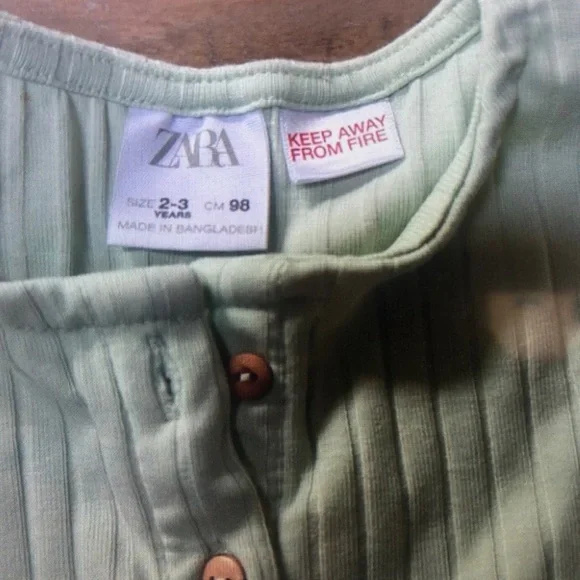 ZARA
SIZE 2-3 CM 98
YEARS
MADE IN BANGLADESH
KEEP AWAY
FROM FIRE